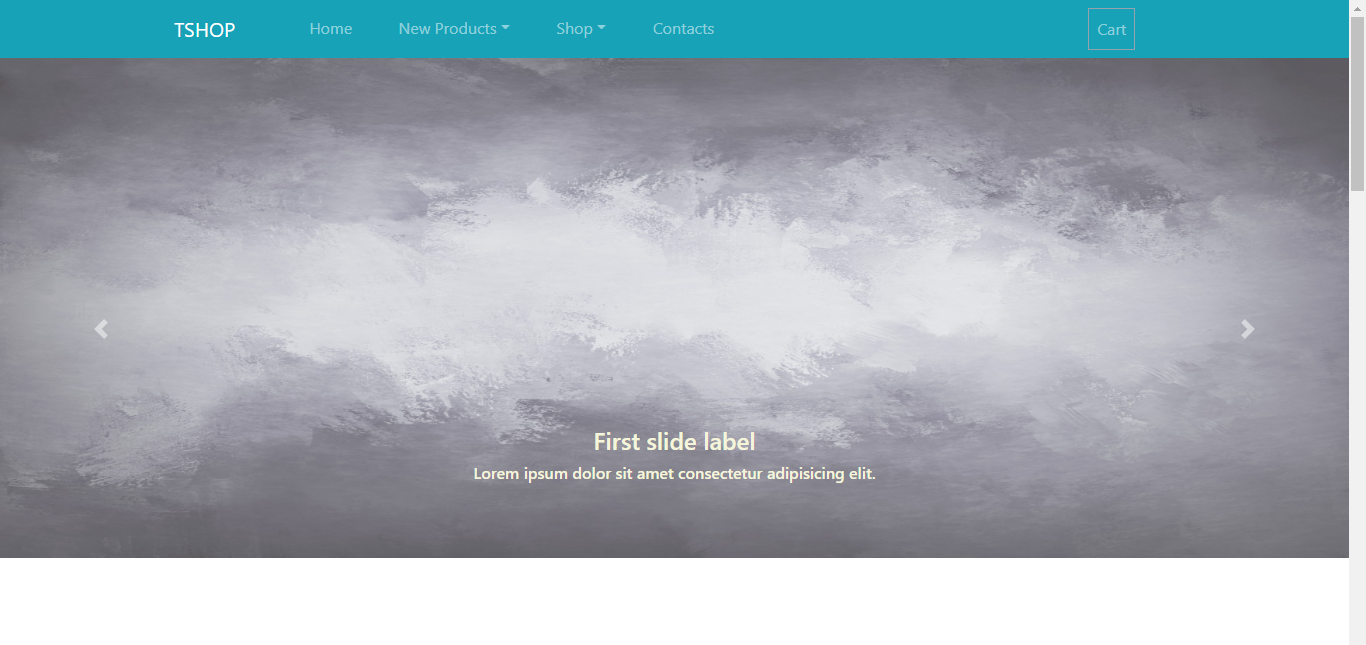 TSHOP Home New Products Shop Contacts Cart
First slide label
Lorem ipsum dolor sit amet consectetur adipisicing elit.